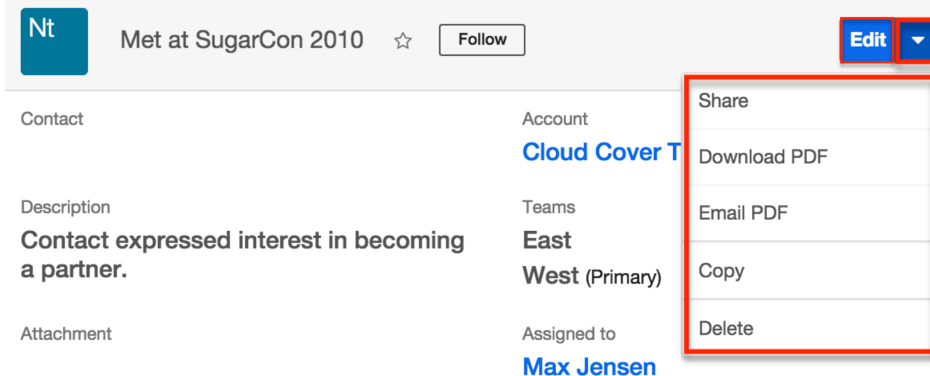 Nt
Met at SugarCon 2010
Follow
Edit
Contact
Account
Cloud Cover T
Description
Contact expressed interest in becoming
a partner.
Teams
East
West (Primary)
Attachment
Assigned to
Max Jensen
Share
Download PDF
Email PDF
Copy
Delete